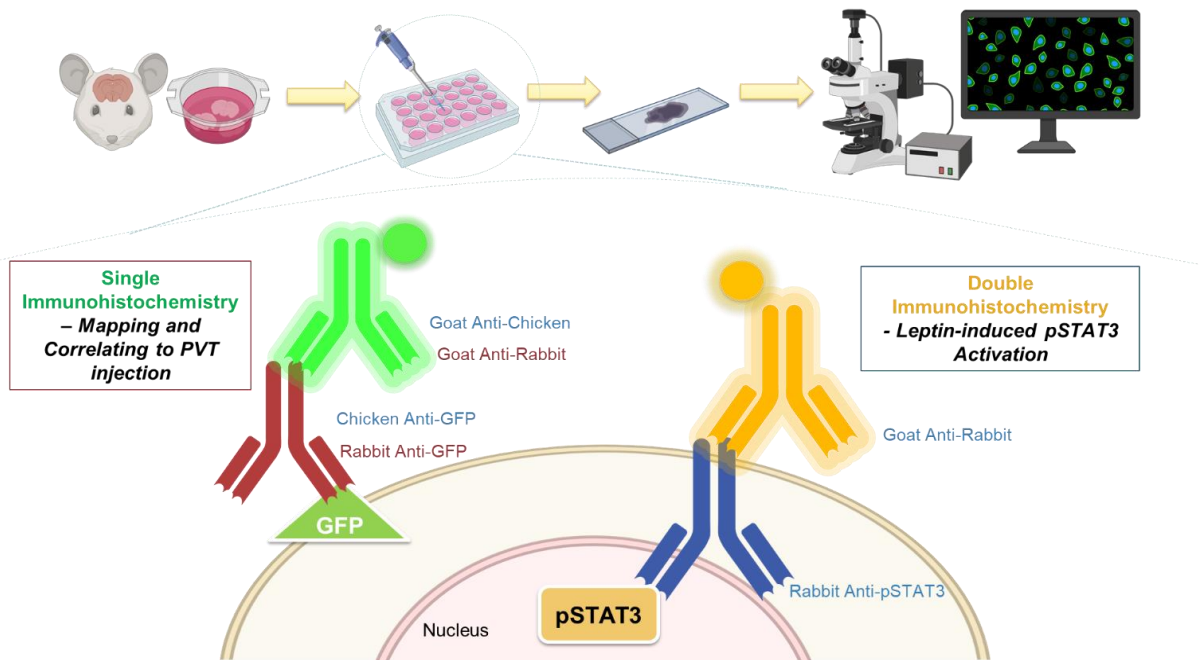 Single
Immunohistochemistry
– Mapping and
Correlating to PVT
injection
Goat Anti-Chicken
Goat Anti-Rabbit
Chicken Anti-GFP
Rabbit Anti-GFP
GFP
Double
Immunohistochemistry
- Leptin-induced pSTAT3
Activation
Goat Anti-Rabbit
Rabbit Anti-pSTAT3
pSTAT3
Nucleus